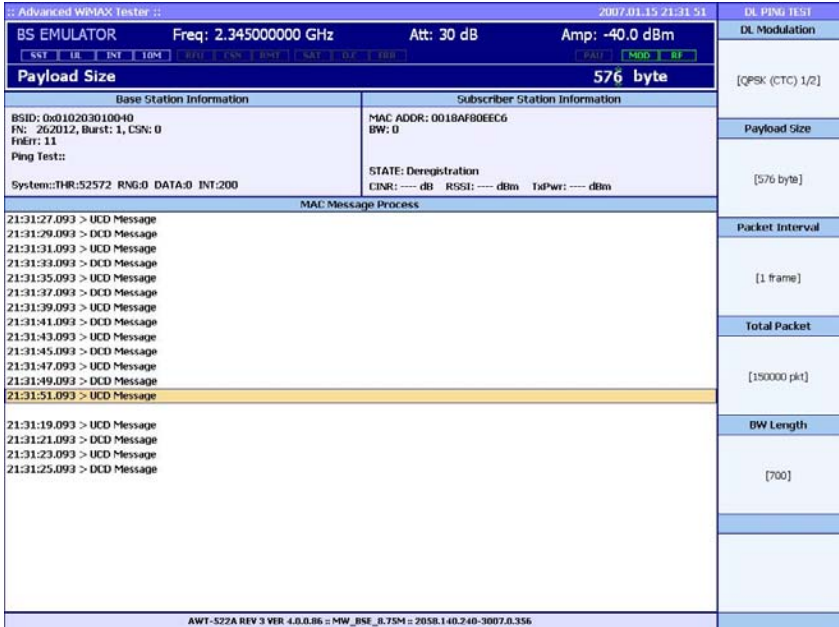 :: Advanced WiMAX Tester ::
2007.01.15 21:31 51
BS EMULATOR
Freq: 2.345000000 GHz
Att: 30 dB
Amp: -40.0 dBm
SST UL INT 10M
SAT
ERR
PAU MOD RF
Payload Size
576 byte
Base Station Information
BSID: 0x010203010040
FN: 262012, Burst: 1, CSN: 0
FnErr: 11
Ping Test::
System::THR:52572 RNG:0 DATA:0 INT:200
Subscriber Station Information
MAC ADDR: 0018AF80EEC6
BW: 0
STATE: Deregistration
CINR: ---- dB RSSI: ---- dBm TxPwr: ---- dBm
MAC Message Process
21:31:27.093 > UCD Message
21:31:29.093 > DCD Message
21:31:31.093 > UCD Message
21:31:33.093 > DCD Message
21:31:35.093 > UCD Message
21:31:37.093 > DCD Message
21:31:39.093 > UCD Message
21:31:41.093 > DCD Message
21:31:43.093 > UCD Message
21:31:45.093 > DCD Message
21:31:47.093 > UCD Message
21:31:49.093 > DCD Message
21:31:51.093 > UCD Message
21:31:19.093 > UCD Message
21:31:21.093 > DCD Message
21:31:23.093 > UCD Message
21:31:25.093 > DCD Message
AWT-522A REV 3 VER 4.0.0.86 :: MW_BSE_8.75M :: 2058.140.240-3007.0.356
DL PING TEST
DL Modulation
[QPSK (CTC) 1/2]
Payload Size
[576 byte]
Packet Interval
[1 frame]
Total Packet
[150000 pkt]
BW Length
[700]